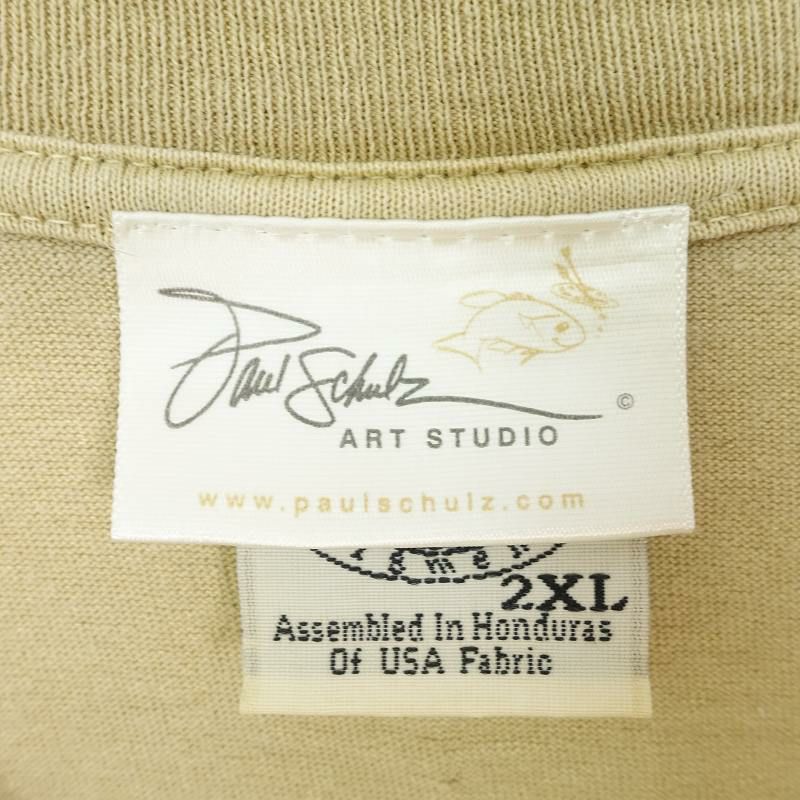 Paul Schulz ©
ART STUDIO
www.paulschulz.com
2XL
Assembled In Honduras
Of USA Fabric